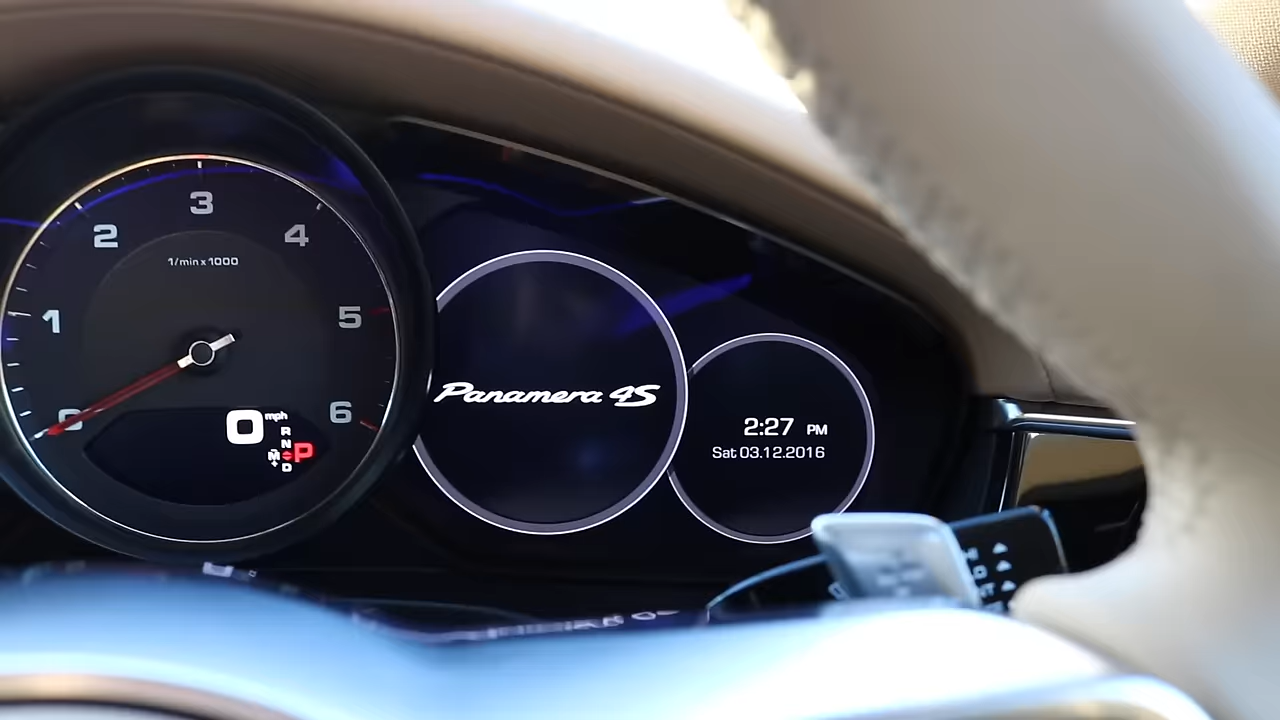 3
2
4
1/min x 1000
1
5
0
6
0 mph
R
N
M P
+ D
Panamera 4S
2:27 PM
Sat 03.12.2016